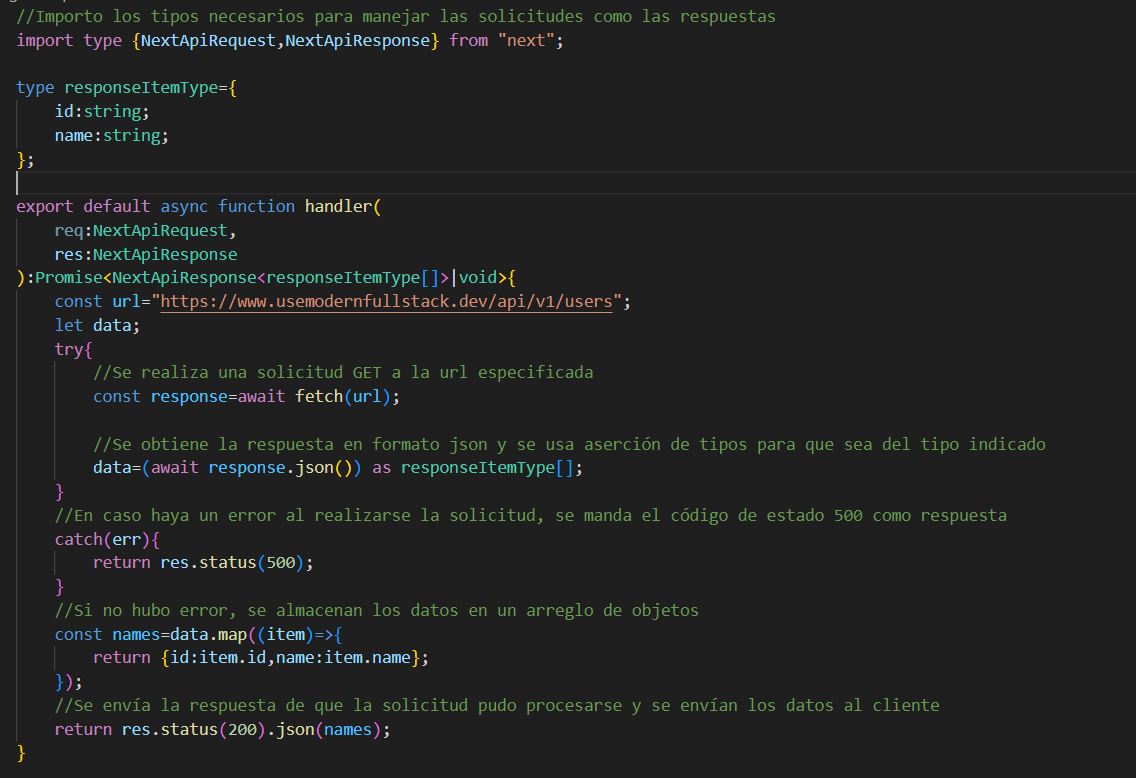 //Importo los tipos necesarios para manejar las solicitudes como las respuestas
import type {NextApiRequest,NextApiResponse} from "next";

type responseItemType={
    id:string;
    name:string;
};

export default async function handler(
    req:NextApiRequest,
    res:NextApiResponse
):Promise<NextApiResponse<responseItemType[]>|void>{
    const url="https://www.usemodernfullstack.dev/api/v1/users";
    let data;
    try{
        //Se realiza una solicitud GET a la url especificada
        const response=await fetch(url);

        //Se obtiene la respuesta en formato json y se usa aserción de tipos para que sea del tipo indicado
        data=(await response.json()) as responseItemType[];
    }
    //En caso haya un error al realizarse la solicitud, se manda el código de estado 500 como respuesta
    catch(err){
        return res.status(500);
    }
    //Si no hubo error, se almacenan los datos en un arreglo de objetos
    const names=data.map((item)=>{
        return {id:item.id,name:item.name};
    });
    //Se envía la respuesta de que la solicitud pudo procesarse y se envían los datos al cliente
    return res.status(200).json(names);
}